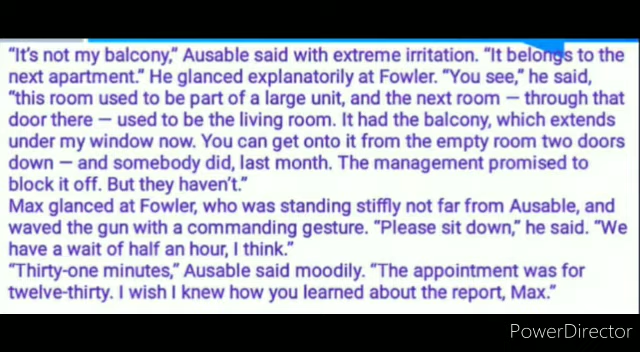 “It’s not my balcony,” Ausable said with extreme irritation. “It belongs to the
next apartment.” He glanced explanatorily at Fowler. “You see,” he said,
“this room used to be part of a large unit, and the next room — through that
door there — used to be the living room. It had the balcony, which extends
under my window now. You can get onto it from the empty room two doors
down — and somebody did, last month. The management promised to
block it off. But they haven’t.”
Max glanced at Fowler, who was standing stiffly not far from Ausable, and
waved the gun with a commanding gesture. “Please sit down,” he said. “We
have a wait of half an hour, I think.”
“Thirty-one minutes,” Ausable said moodily. “The appointment was for
twelve-thirty. I wish I knew how you learned about the report, Max.”
PowerDirector